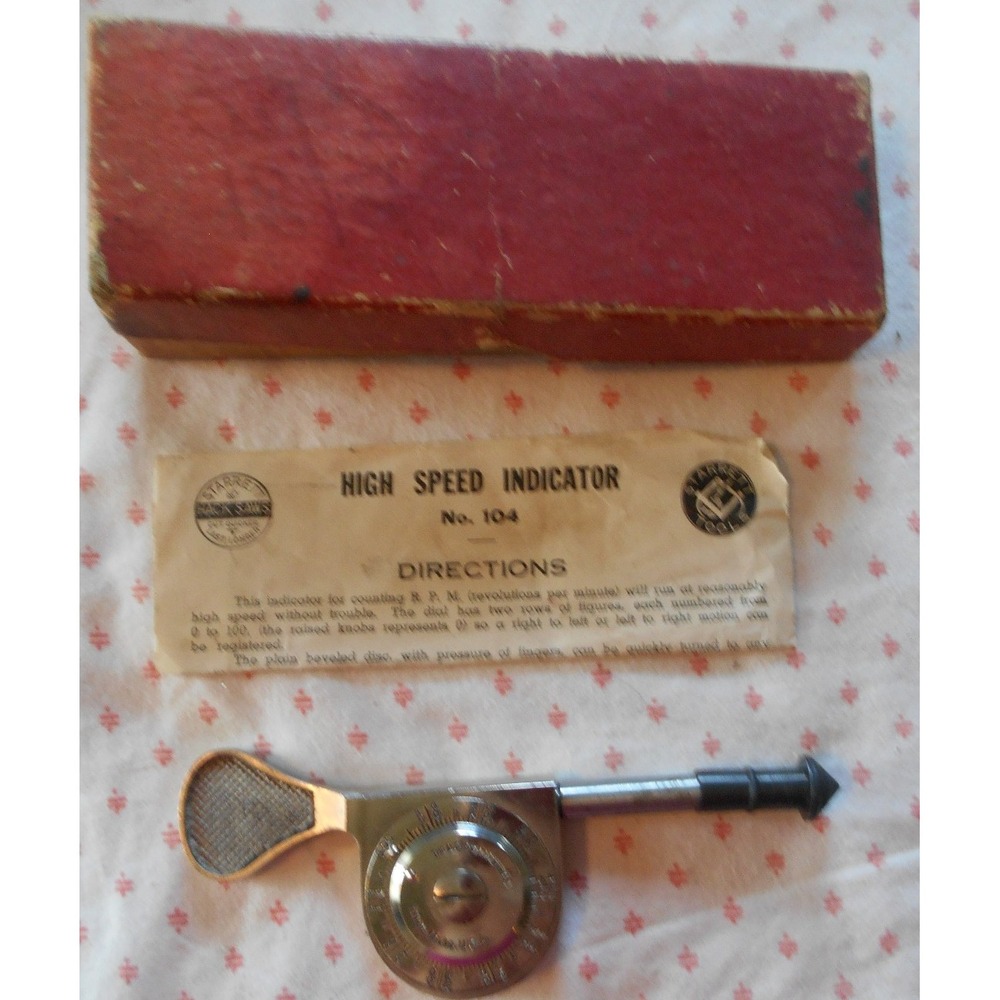 STARRETT
HACK SAWS
HIGH SPEED INDICATOR
No. 104
STARRETT
TOOLS
DIRECTIONS
This indicator for counting R. P. M. (revolutions per minute) will run at reasonably
high speed without trouble. The dial has two rows of figures, each numbered from
0 to 100, (the raised knobs represents 0) so a right to left or left to right motion can
be registered.
The plain beveled disc, with pressure of fingers, can be quickly turned to any